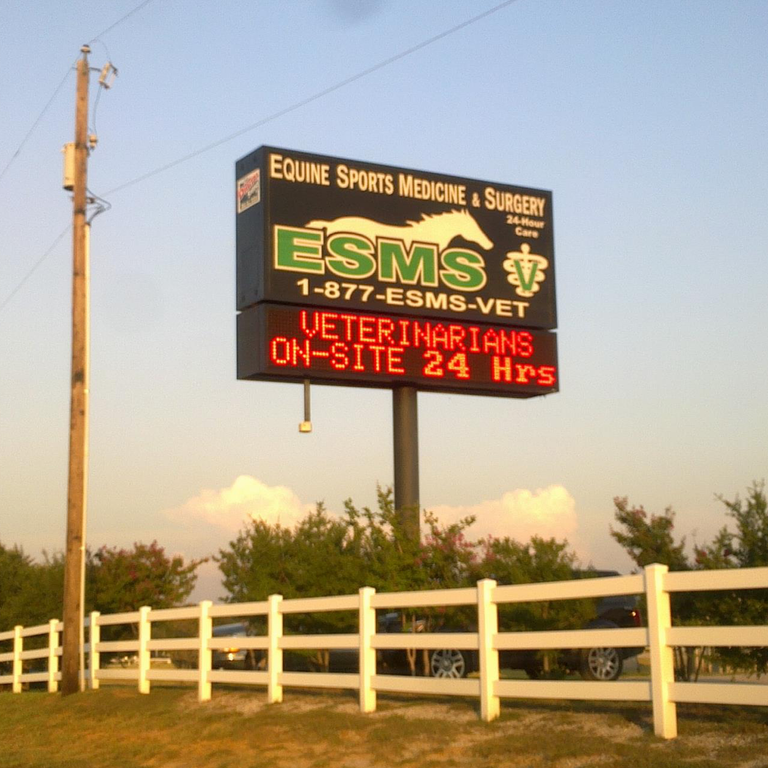 EQUINE SPORTS MEDICINE & SURGERY
24-HOUR
CARE
ESMS
V
1-877-ESMS-VET
VETERINARIANS
ON-SITE 24 Hrs